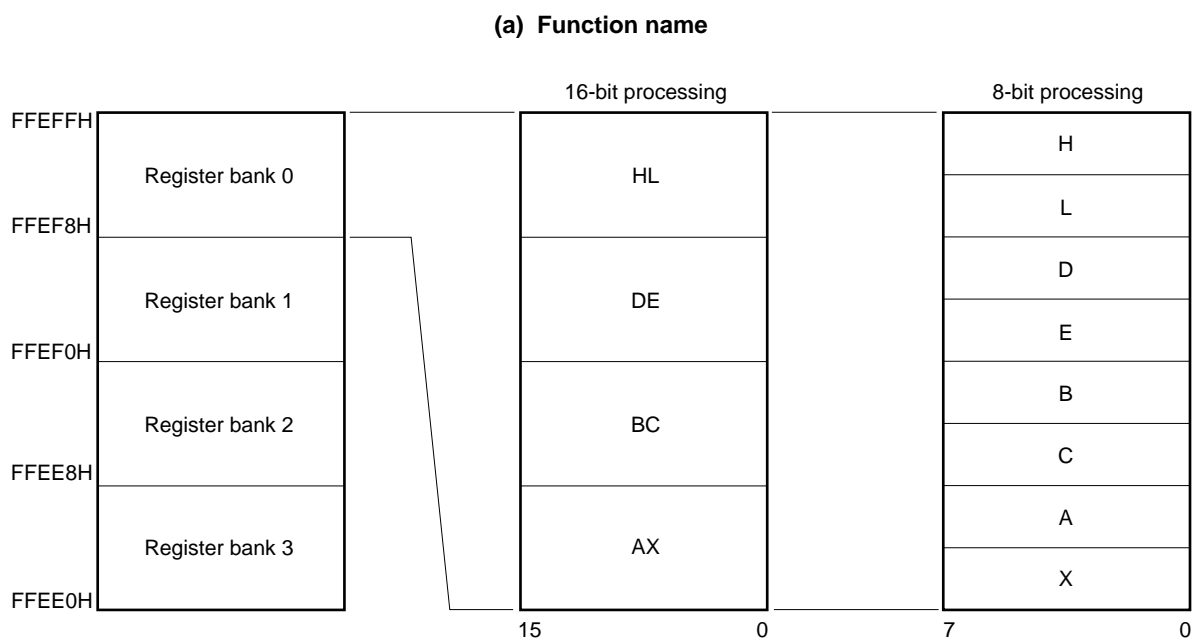 (a) Function name
16-bit processing
8-bit processing
FFEFFH
Register bank 0
HL
H
L
FFEF8H
Register bank 1
DE
D
E
FFEF0H
Register bank 2
BC
B
C
FFEE8H
Register bank 3
AX
A
X
FFEE0H
15
0
7
0